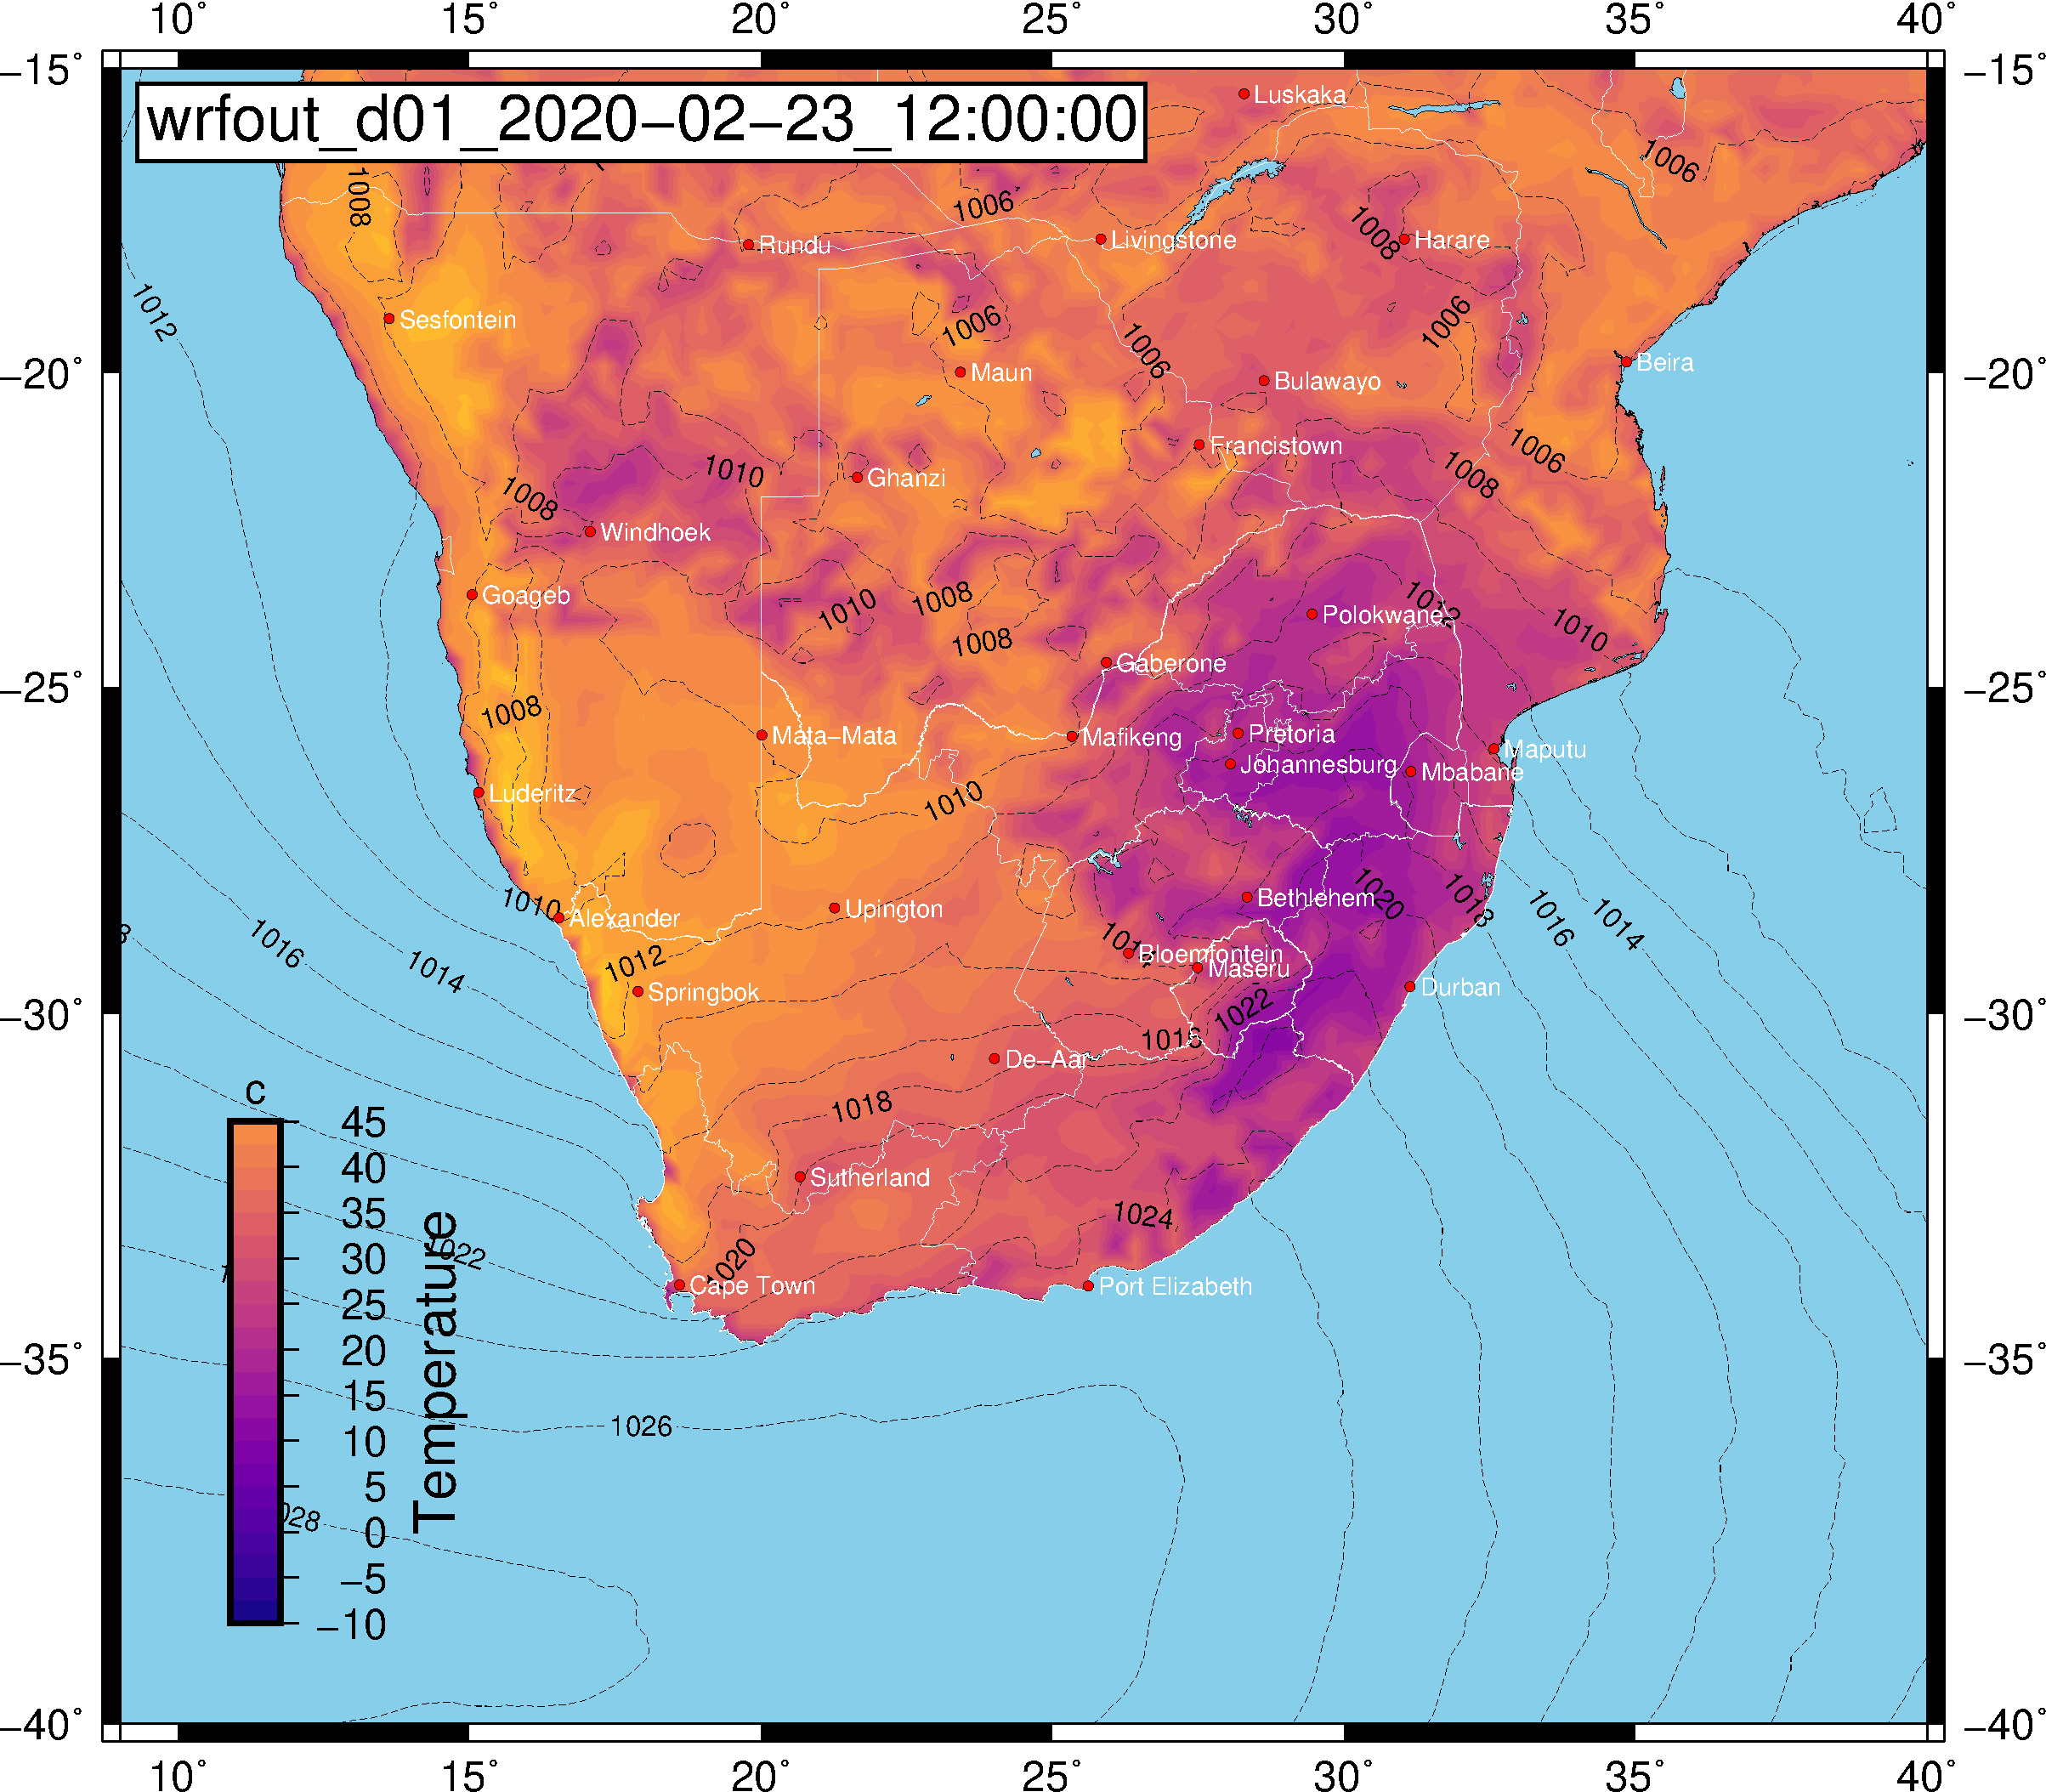 10° 15° 20° 25° 30° 35° 40°
−15° −15°
wrfout_d01_2020−02−23_12:00:00
Luskaka
1006
1008
1006
1008
Rundu
Livingstone
Harare
1012
Sesfontein
1006
1006
1006
−20° Maun Bulawayo Beira −20°
Francistown
1006
1010
1008
Ghanzi
1008
Windhoek
Goageb
1010
1008
1012
Polokwane
1010
1008
Gaberone
−25° −25°
1008
Mata−Mata
Mafikeng
Pretoria
Maputu
Johannesburg
Mbabane
Luderitz
1010
1010
Alexander
Upington
Bethlehem
1020
1018
1016
1014
1016
1014
1012
Bloemfontein
Maseru
Springbok
Durban
1022
−30° −30°
1016
De−Aar
1018
c
45
40
35
30
25
20
15
10
5
0
−5
−10
Temperature
Sutherland
1024
1022
1020
Cape Town
Port Elizabeth
−35° −35°
1026
−40° −40°
10° 15° 20° 25° 30° 35° 40°